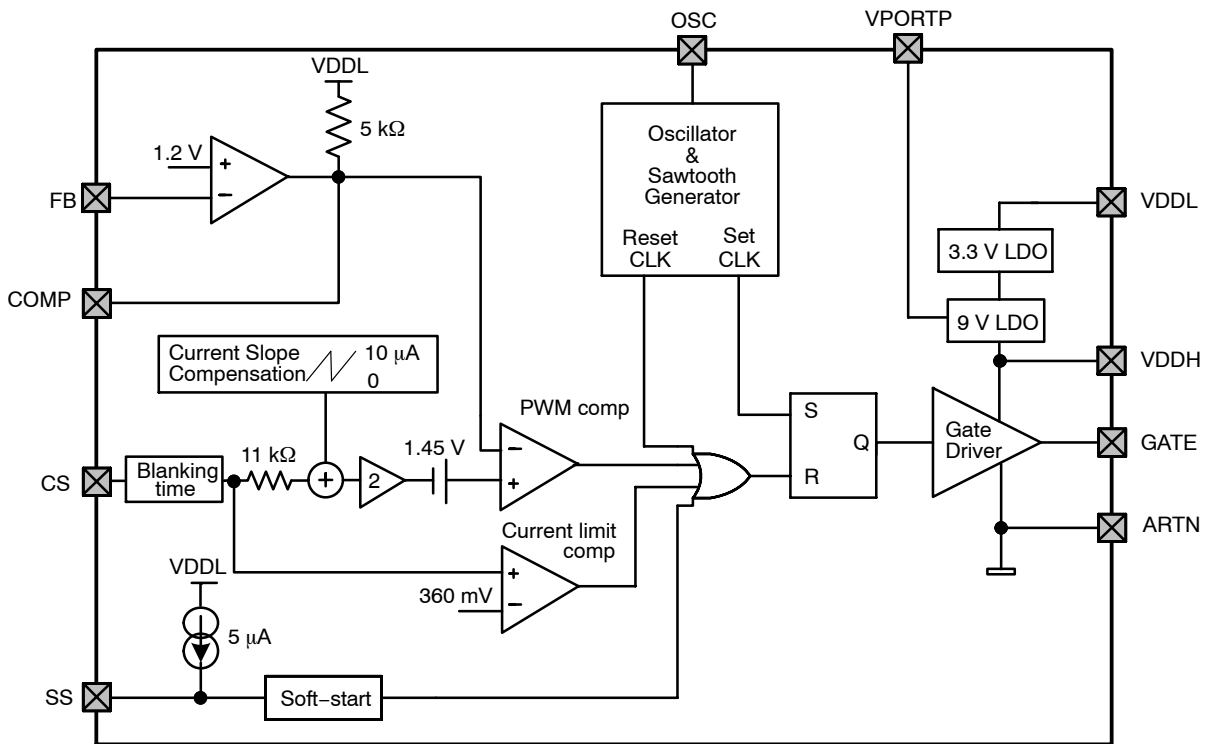 OSC
VPORTP
VDDL
5 kΩ
1.2 V
+
−
FB
COMP
Oscillator
&
Sawtooth
Generator
Reset
CLK
Set
CLK
VDDL
3.3 V LDO
9 V LDO
VDDH
Current Slope
Compensation
10 μA
0
PWM comp
11 kΩ
1.45 V
−
+
CS
Blanking
time
+
2
S
Q
R
Gate
Driver
GATE
ARTN
Current limit
comp
+
−
360 mV
VDDL
5 μA
SS
Soft−start